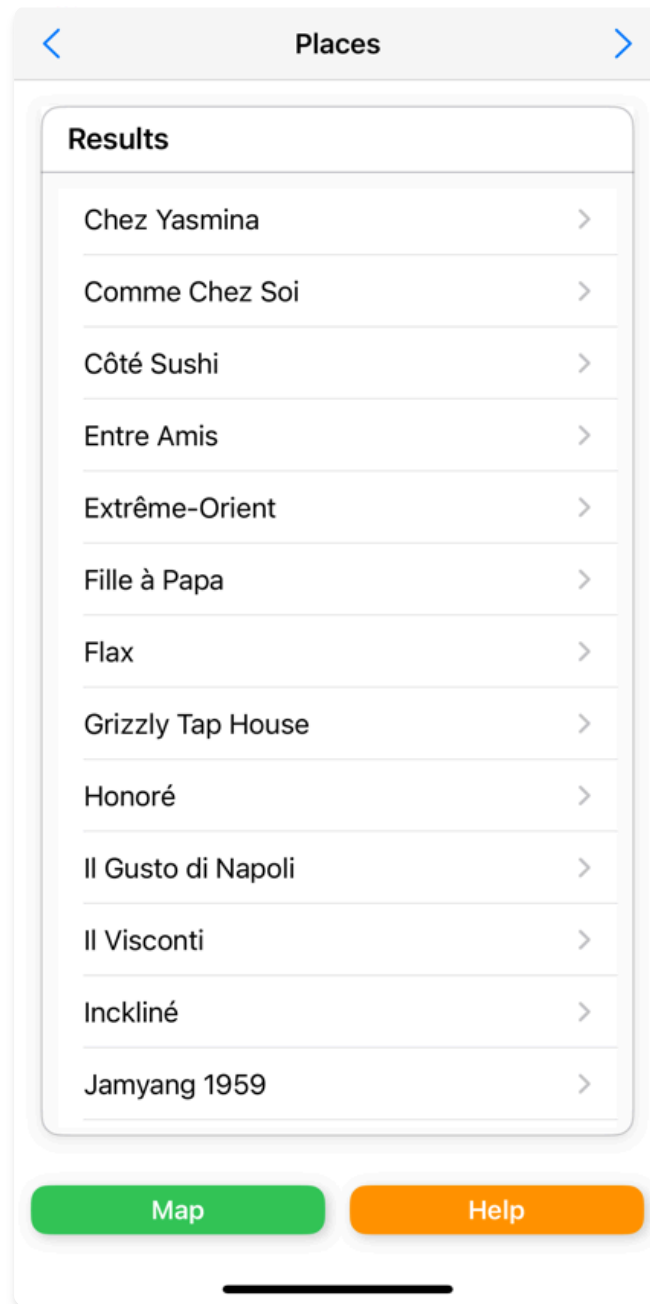 Places
Results
Chez Yasmina
Comme Chez Soi
Côté Sushi
Entre Amis
Extrême-Orient
Fille à Papa
Flax
Grizzly Tap House
Honoré
Il Gusto di Napoli
Il Visconti
Inckliné
Jamyang 1959
Map Help